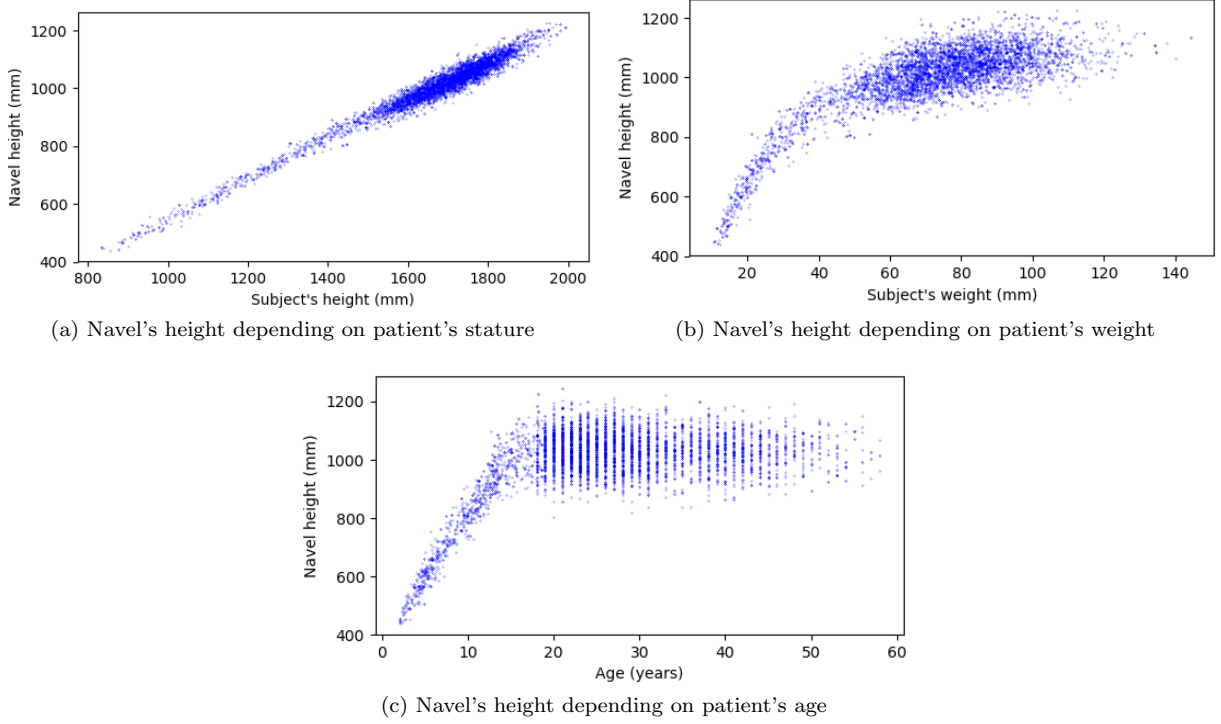 1200
1000
800
600
400
Navel height (mm)
800 1000 1200 1400 1600 1800 2000
Subject's height (mm)
(a) Navel's height depending on patient's stature
1200
1000
800
600
400
Navel height (mm)
20 40 60 80 100 120 140
Subject's weight (mm)
(b) Navel's height depending on patient's weight
1200
1000
800
600
400
Navel height (mm)
0 10 20 30 40 50 60
Age (years)
(c) Navel's height depending on patient's age